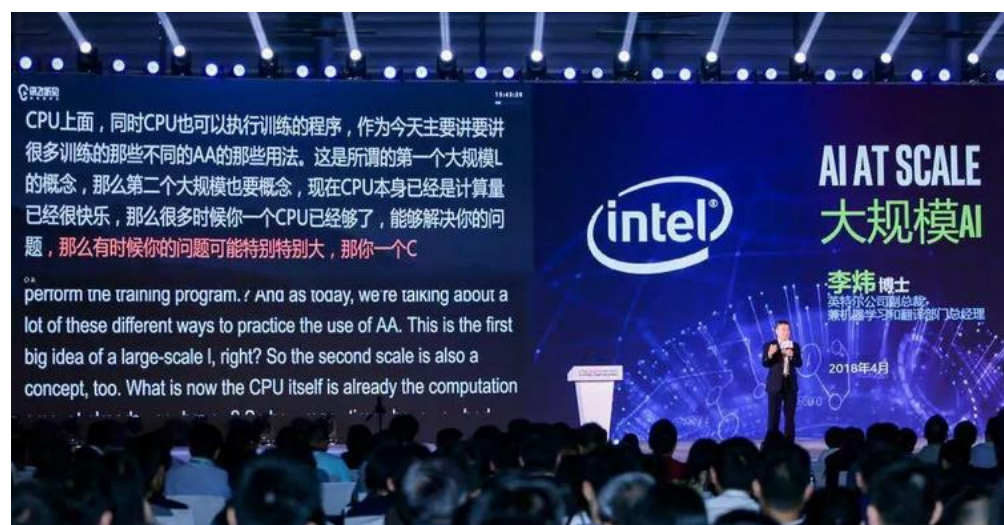 讯飞听见
15:45:29
CPU上面，同时CPU也可以执行训练的程序，作为今天主要讲要讲
很多训练的那些不同的AA的那些用法。这是所谓的第一个大规模L
的概念，那么第二个大规模也要概念，现在CPU本身已经是计算量
已经很快乐，那么很多时候你一个CPU已经够了，能够解决你的问
题，那么有时候你的问题可能特别特别大，那你一个C
perform the training program.? And as today, we're talking about a
lot of these different ways to practice the use of AA. This is the first
big idea of a large-scale I, right? So the second scale is also a
concept, too. What is now the CPU itself is already the computation
intel®
AI AT SCALE
大规模AI
李炜 博士
英特尔公司副总裁，
兼机器学习和翻译部门总经理
2018年4月